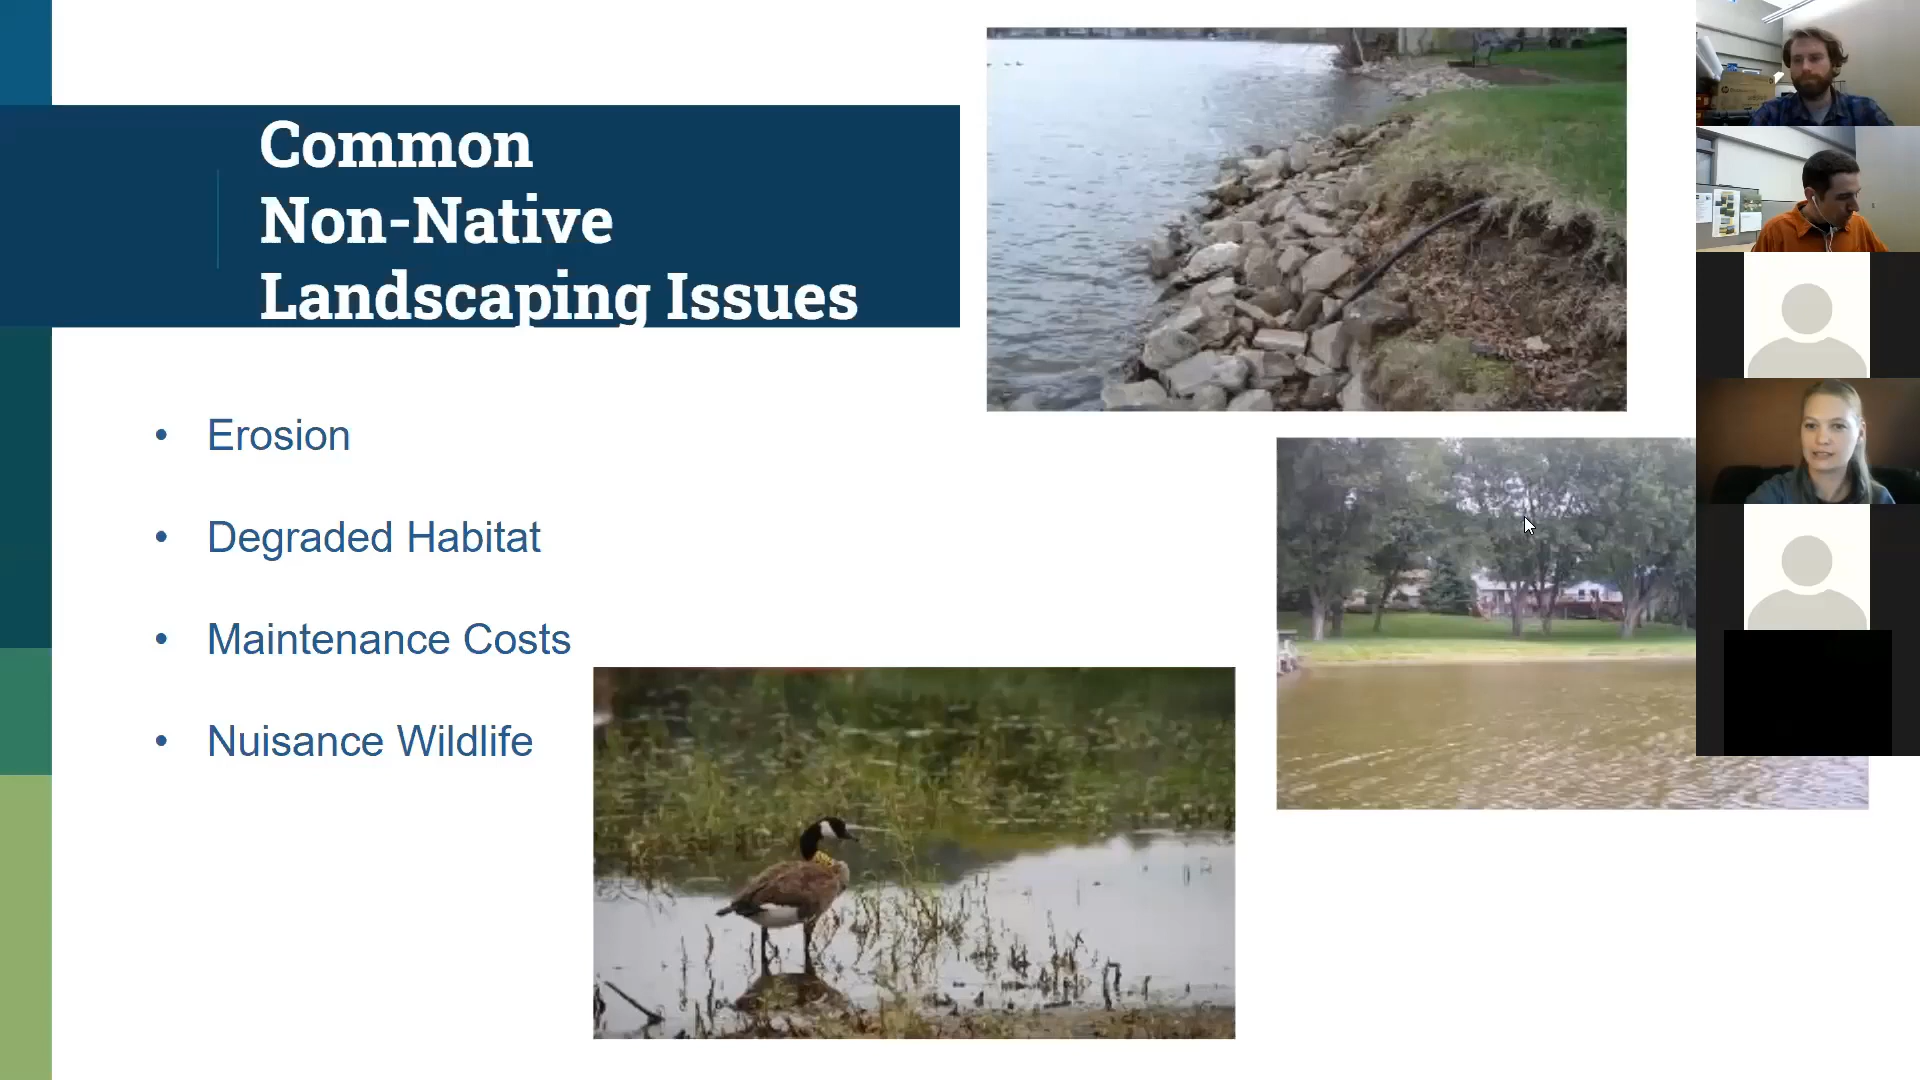 Common
Non-Native
Landscaping Issues
• Erosion
• Degraded Habitat
• Maintenance Costs
• Nuisance Wildlife